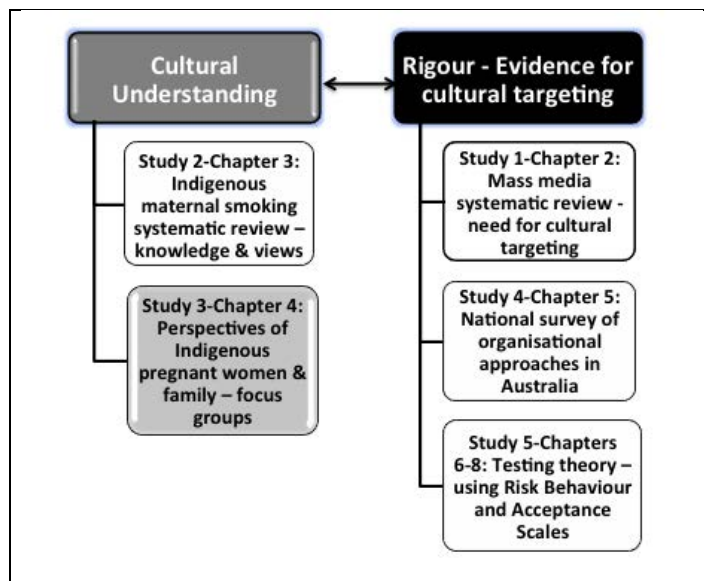 Cultural
Understanding
Study 2-Chapter 3:
Indigenous
maternal smoking
systematic review –
knowledge & views
Study 3-Chapter 4:
Perspectives of
Indigenous
pregnant women &
family – focus
groups
Rigour - Evidence for
cultural targeting
Study 1-Chapter 2:
Mass media
systematic review -
need for cultural
targeting
Study 4-Chapter 5:
National survey of
organisational
approaches in
Australia
Study 5-Chapters
6-8: Testing theory –
using Risk Behaviour
and Acceptance
Scales